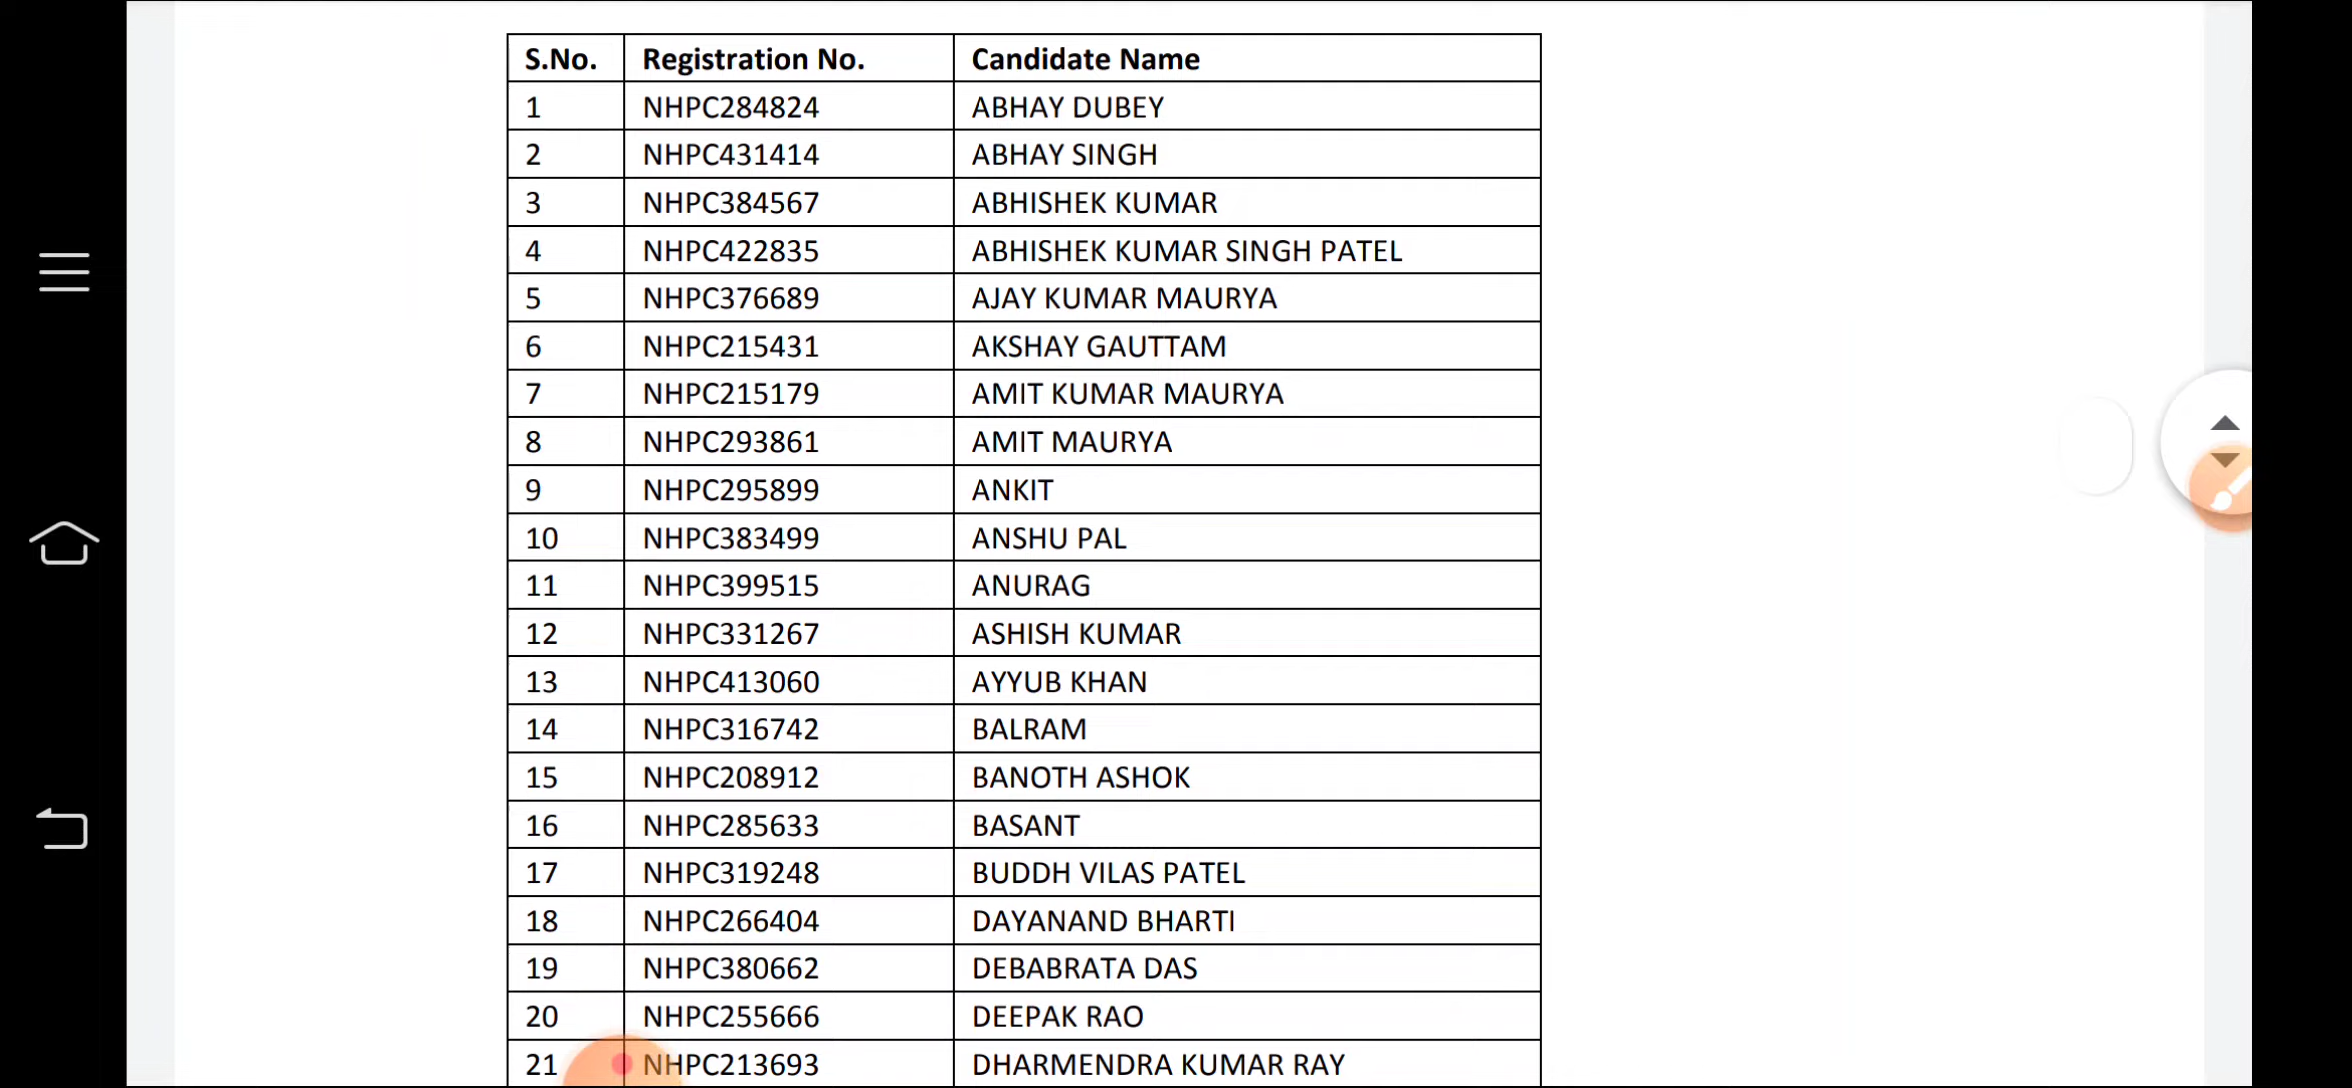 S.No. Registration No. Candidate Name
1 NHPC284824 ABHAY DUBEY
2 NHPC431414 ABHAY SINGH
3 NHPC384567 ABHISHEK KUMAR
4 NHPC422835 ABHISHEK KUMAR SINGH PATEL
5 NHPC376689 AJAY KUMAR MAURYA
6 NHPC215431 AKSHAY GAUTTAM
7 NHPC215179 AMIT KUMAR MAURYA
8 NHPC293861 AMIT MAURYA
9 NHPC295899 ANKIT
10 NHPC383499 ANSHU PAL
11 NHPC399515 ANURAG
12 NHPC331267 ASHISH KUMAR
13 NHPC413060 AYYUB KHAN
14 NHPC316742 BALRAM
15 NHPC208912 BANOTH ASHOK
16 NHPC285633 BASANT
17 NHPC319248 BUDDH VILAS PATEL
18 NHPC266404 DAYANAND BHARTI
19 NHPC380662 DEBABRATA DAS
20 NHPC255666 DEEPAK RAO
21 NHPC213693 DHARMENDRA KUMAR RAY